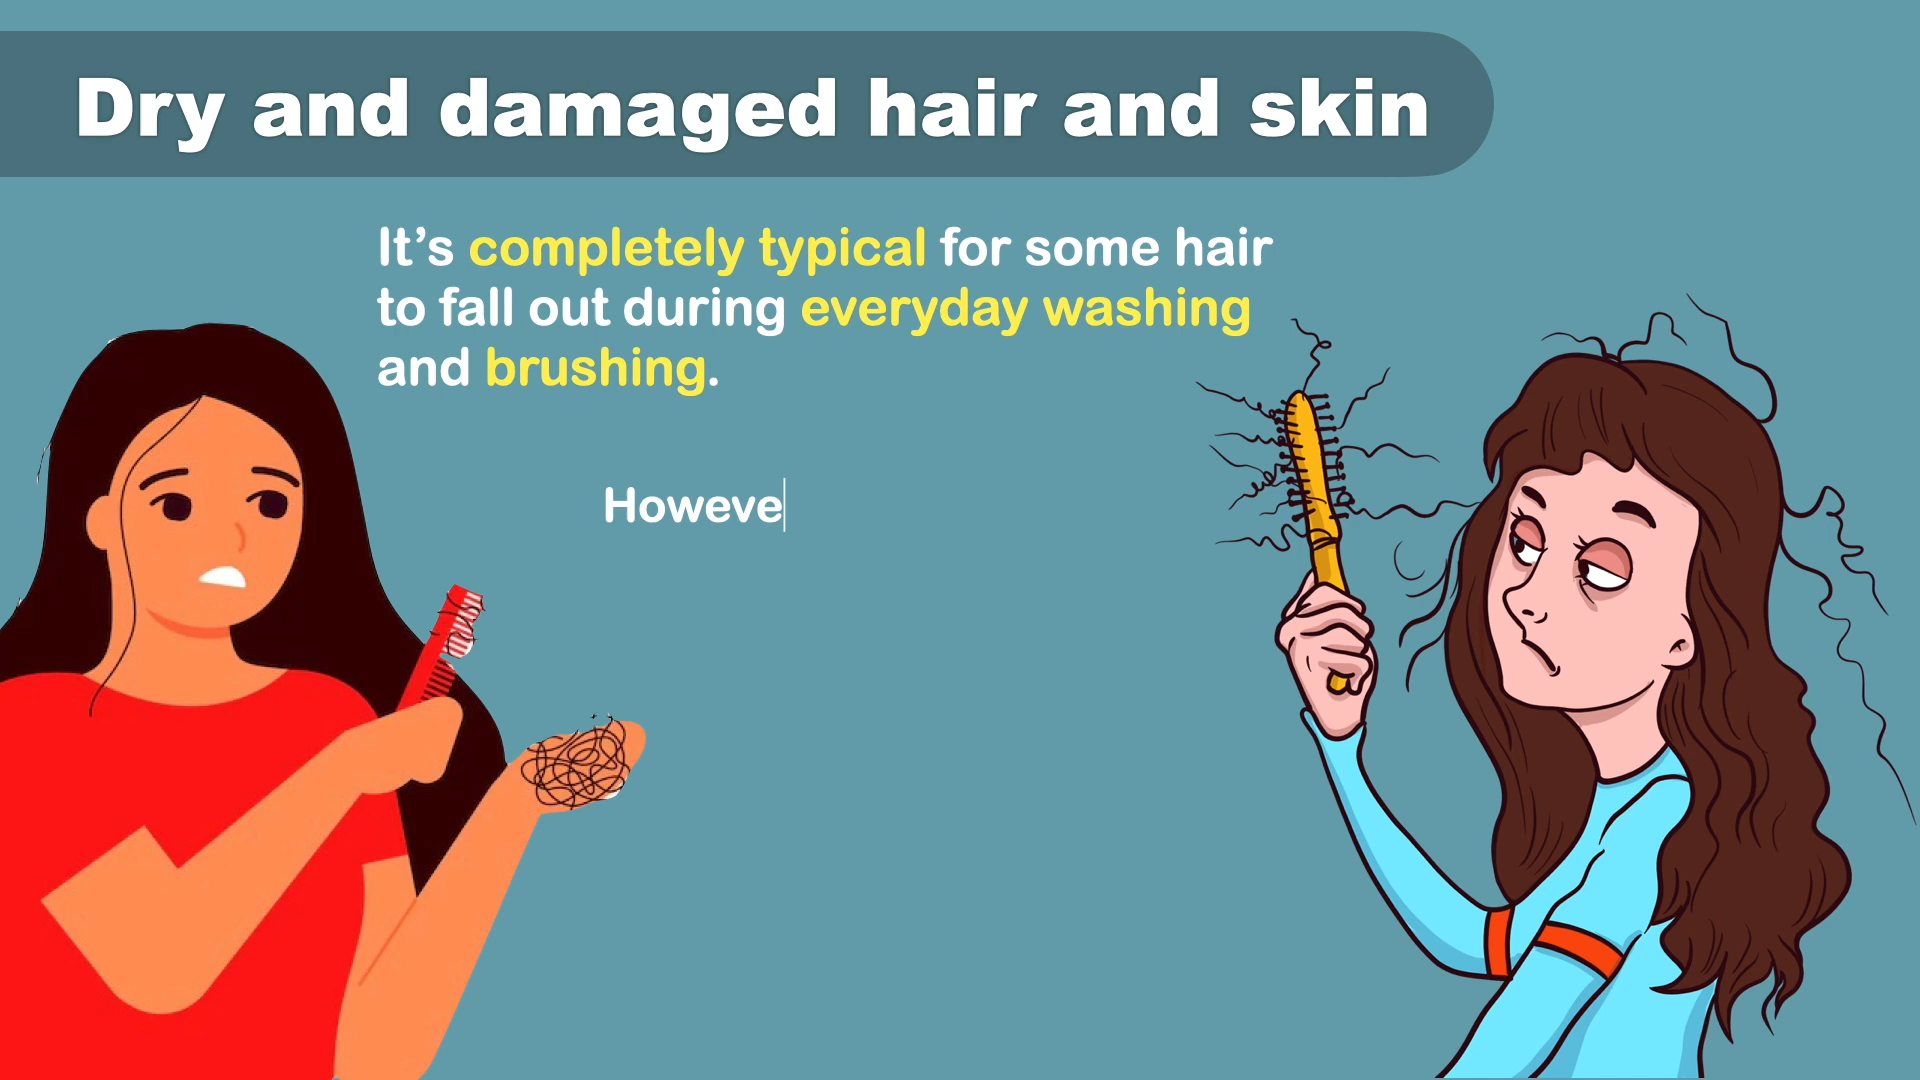 Dry and damaged hair and skin
It’s completely typical for some hair
to fall out during everyday washing
and brushing.
Howeve